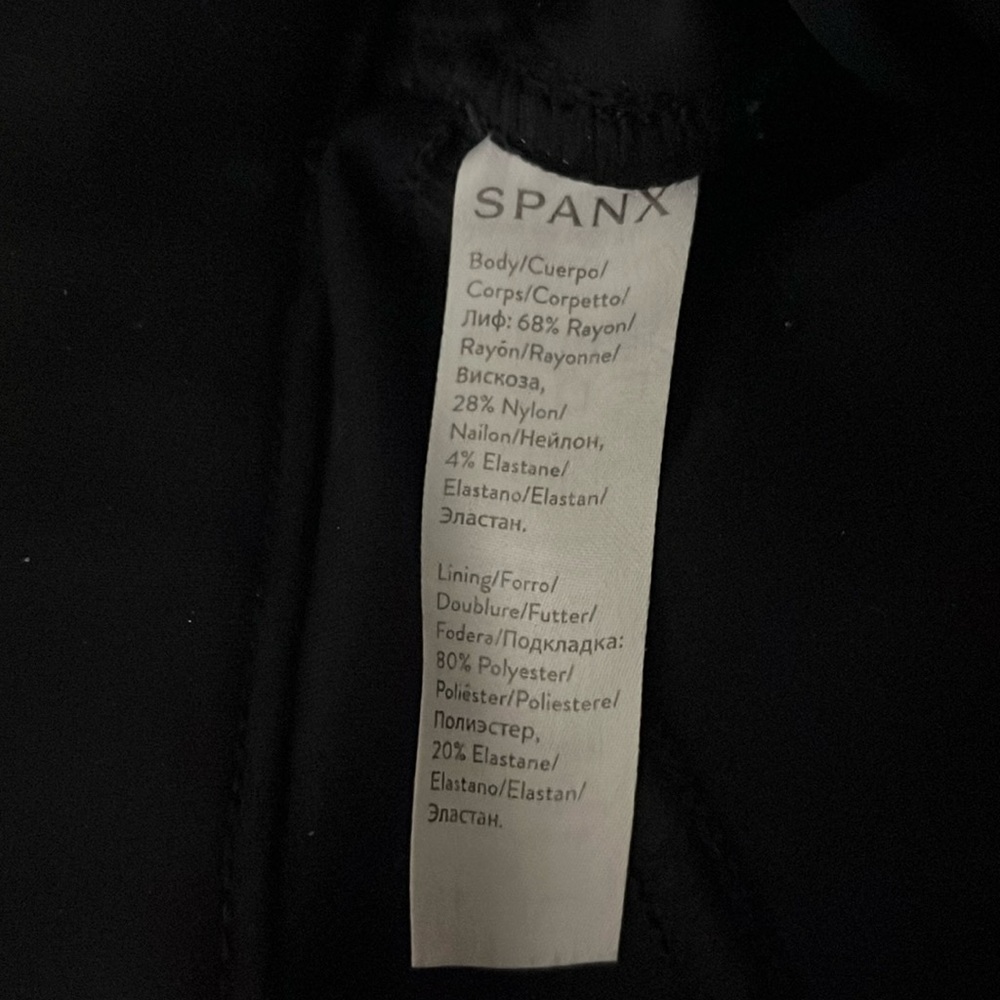 SPANX
Body/Cuerpo/
Corps/Corpetto/
Лиф: 68% Rayon/
Rayón/Rayonne/
Вискоза,
28% Nylon/
Nailon/Нейлон,
4% Elastane/
Elastano/Elastan/
Эластан.
Lining/Forro/
Doublure/Futter/
Fodera/Подкладка:
80% Polyester/
Poliéster/Poliestere/
Полиэстер,
20% Elastane/
Elastano/Elastan/
Эластан.